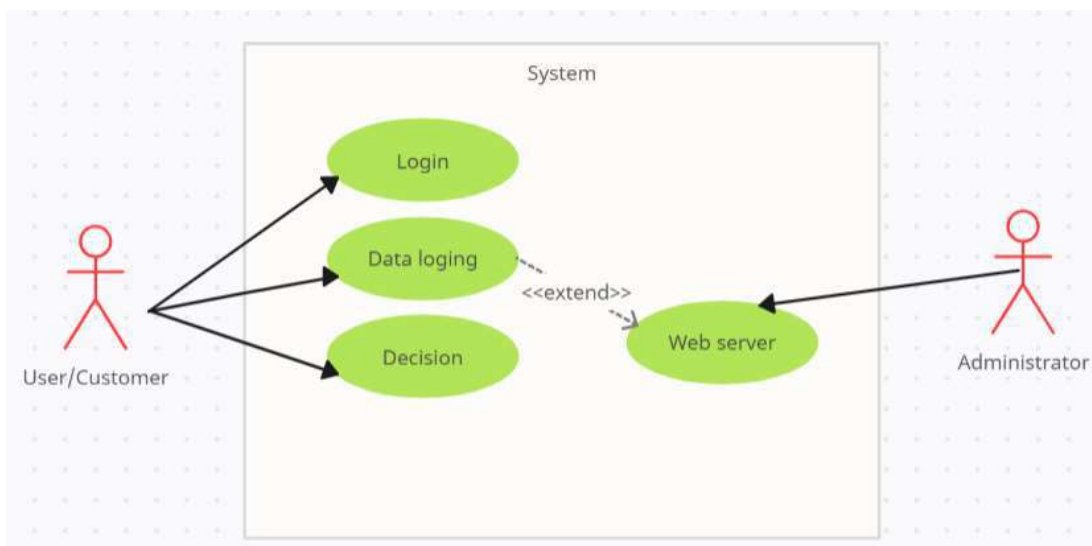 System
Login
Data loging
<<extend>>
Decision
Web server
User/Customer
Administrator